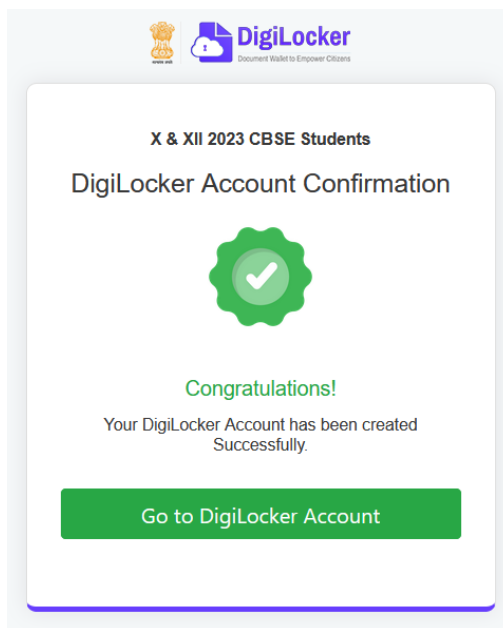 DigiLocker
Document Wallet to Empower Citizens
X & XII 2023 CBSE Students
DigiLocker Account Confirmation
Congratulations!
Your DigiLocker Account has been created
Successfully.
Go to DigiLocker Account